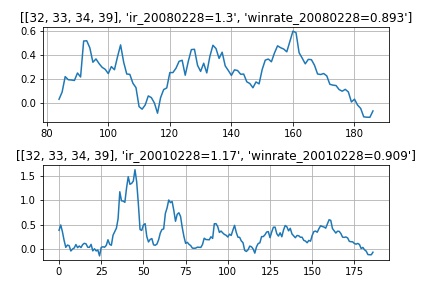 [[32, 33, 34, 39], 'ir_20080228=1.3', 'winrate_20080228=0.893']
0.6
0.4
0.2
0.0
80 100 120 140 160 180
[[32, 33, 34, 39], 'ir_20010228=1.17', 'winrate_20010228=0.909']
1.5
1.0
0.5
0.0
0 25 50 75 100 125 150 175